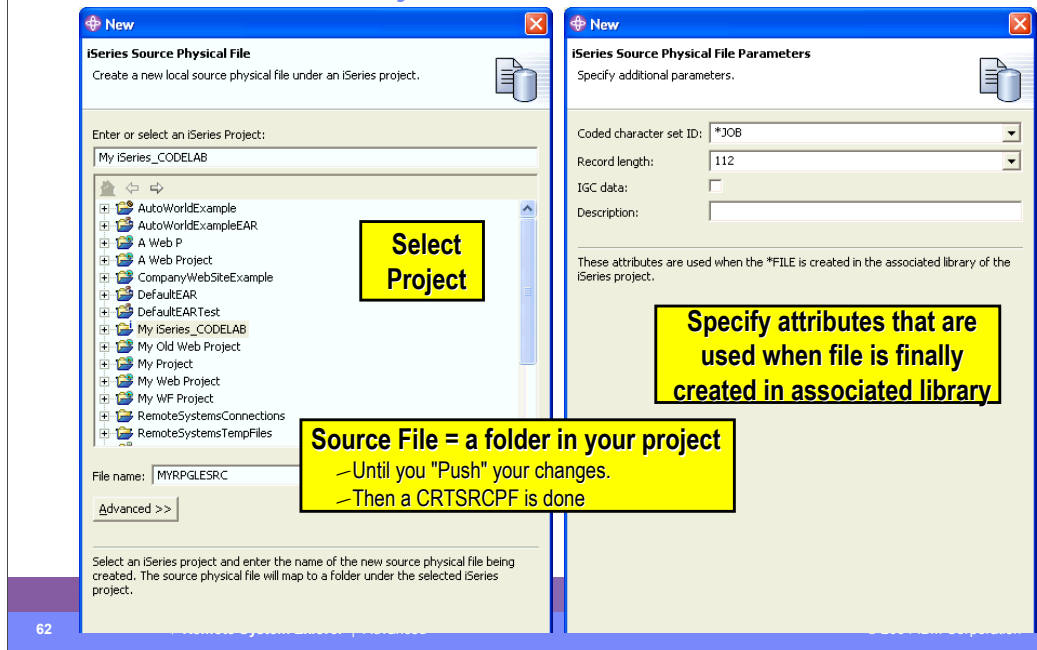 New
iSeries Source Physical File
Create a new local source physical file under an iSeries project.
Enter or select an iSeries Project:
My iSeries_CODELAB
AutoWorldExample
AutoWorldExampleEAR
A Web P
A Web Project
CompanyWebSiteExample
DefaultEAR
DefaultEARTest
My iSeries_CODELAB
My Old Web Project
My Project
My Web Project
My WF Project
RemoteSystemsConnections
RemoteSystemsTempFiles
Select
Project
File name: MYRPGLESRC
Advanced >>
Select an iSeries project and enter the name of the new source physical file being
created. The source physical file will map to a folder under the selected iSeries
project.
New
iSeries Source Physical File Parameters
Specify additional parameters.
Coded character set ID: *JOB
Record length: 112
IGC data:
Description:
These attributes are used when the *FILE is created in the associated library of the
iSeries project.
Specify attributes that are
used when file is finally
created in associated library
Source File = a folder in your project
–Until you "Push" your changes.
–Then a CRTSRCPF is done
62